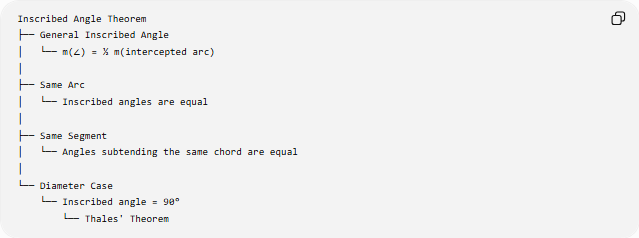 Inscribed Angle Theorem
├── General Inscribed Angle
│   └── m(∠) = ½ m(intercepted arc)
│
├── Same Arc
│   └── Inscribed angles are equal
│
├── Same Segment
│   └── Angles subtending the same chord are equal
│
└── Diameter Case
    └── Inscribed angle = 90°
        └── Thales' Theorem